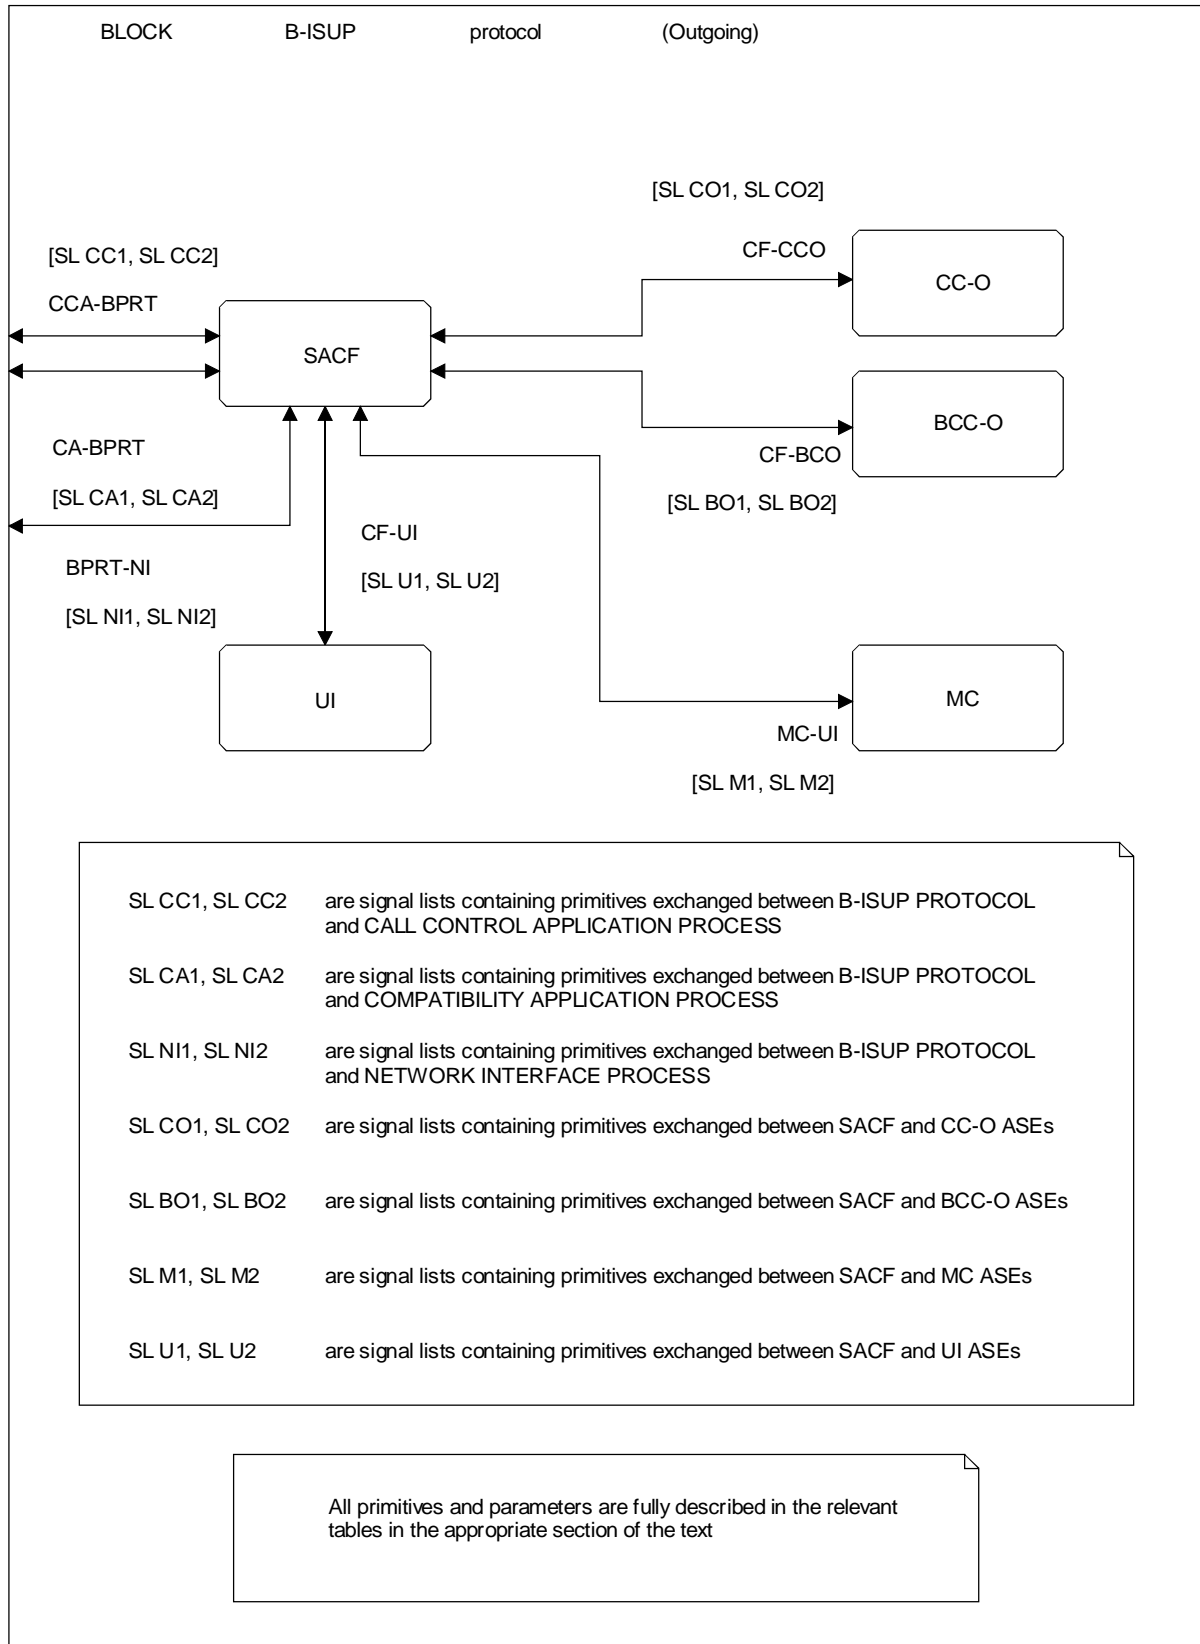 BLOCK B-ISUP protocol (Outgoing)
[SL CO1, SL CO2]
[SL CC1, SL CC2]
CF-CCO
CC-O
CCA-BPRT
SACF
BCC-O
CA-BPRT
CF-BCO
[SL CA1, SL CA2]
[SL BO1, SL BO2]
CF-UI
BPRT-NI
[SL U1, SL U2]
[SL NI1, SL NI2]
UI
MC
MC-UI
[SL M1, SL M2]
SL CC1, SL CC2 are signal lists containing primitives exchanged between B-ISUP PROTOCOL
and CALL CONTROL APPLICATION PROCESS
SL CA1, SL CA2 are signal lists containing primitives exchanged between B-ISUP PROTOCOL
and COMPATIBILITY APPLICATION PROCESS
SL NI1, SL NI2 are signal lists containing primitives exchanged between B-ISUP PROTOCOL
and NETWORK INTERFACE PROCESS
SL CO1, SL CO2 are signal lists containing primitives exchanged between SACF and CC-O ASEs
SL BO1, SL BO2 are signal lists containing primitives exchanged between SACF and BCC-O ASEs
SL M1, SL M2 are signal lists containing primitives exchanged between SACF and MC ASEs
SL U1, SL U2 are signal lists containing primitives exchanged between SACF and UI ASEs
All primitives and parameters are fully described in the relevant
tables in the appropriate section of the text